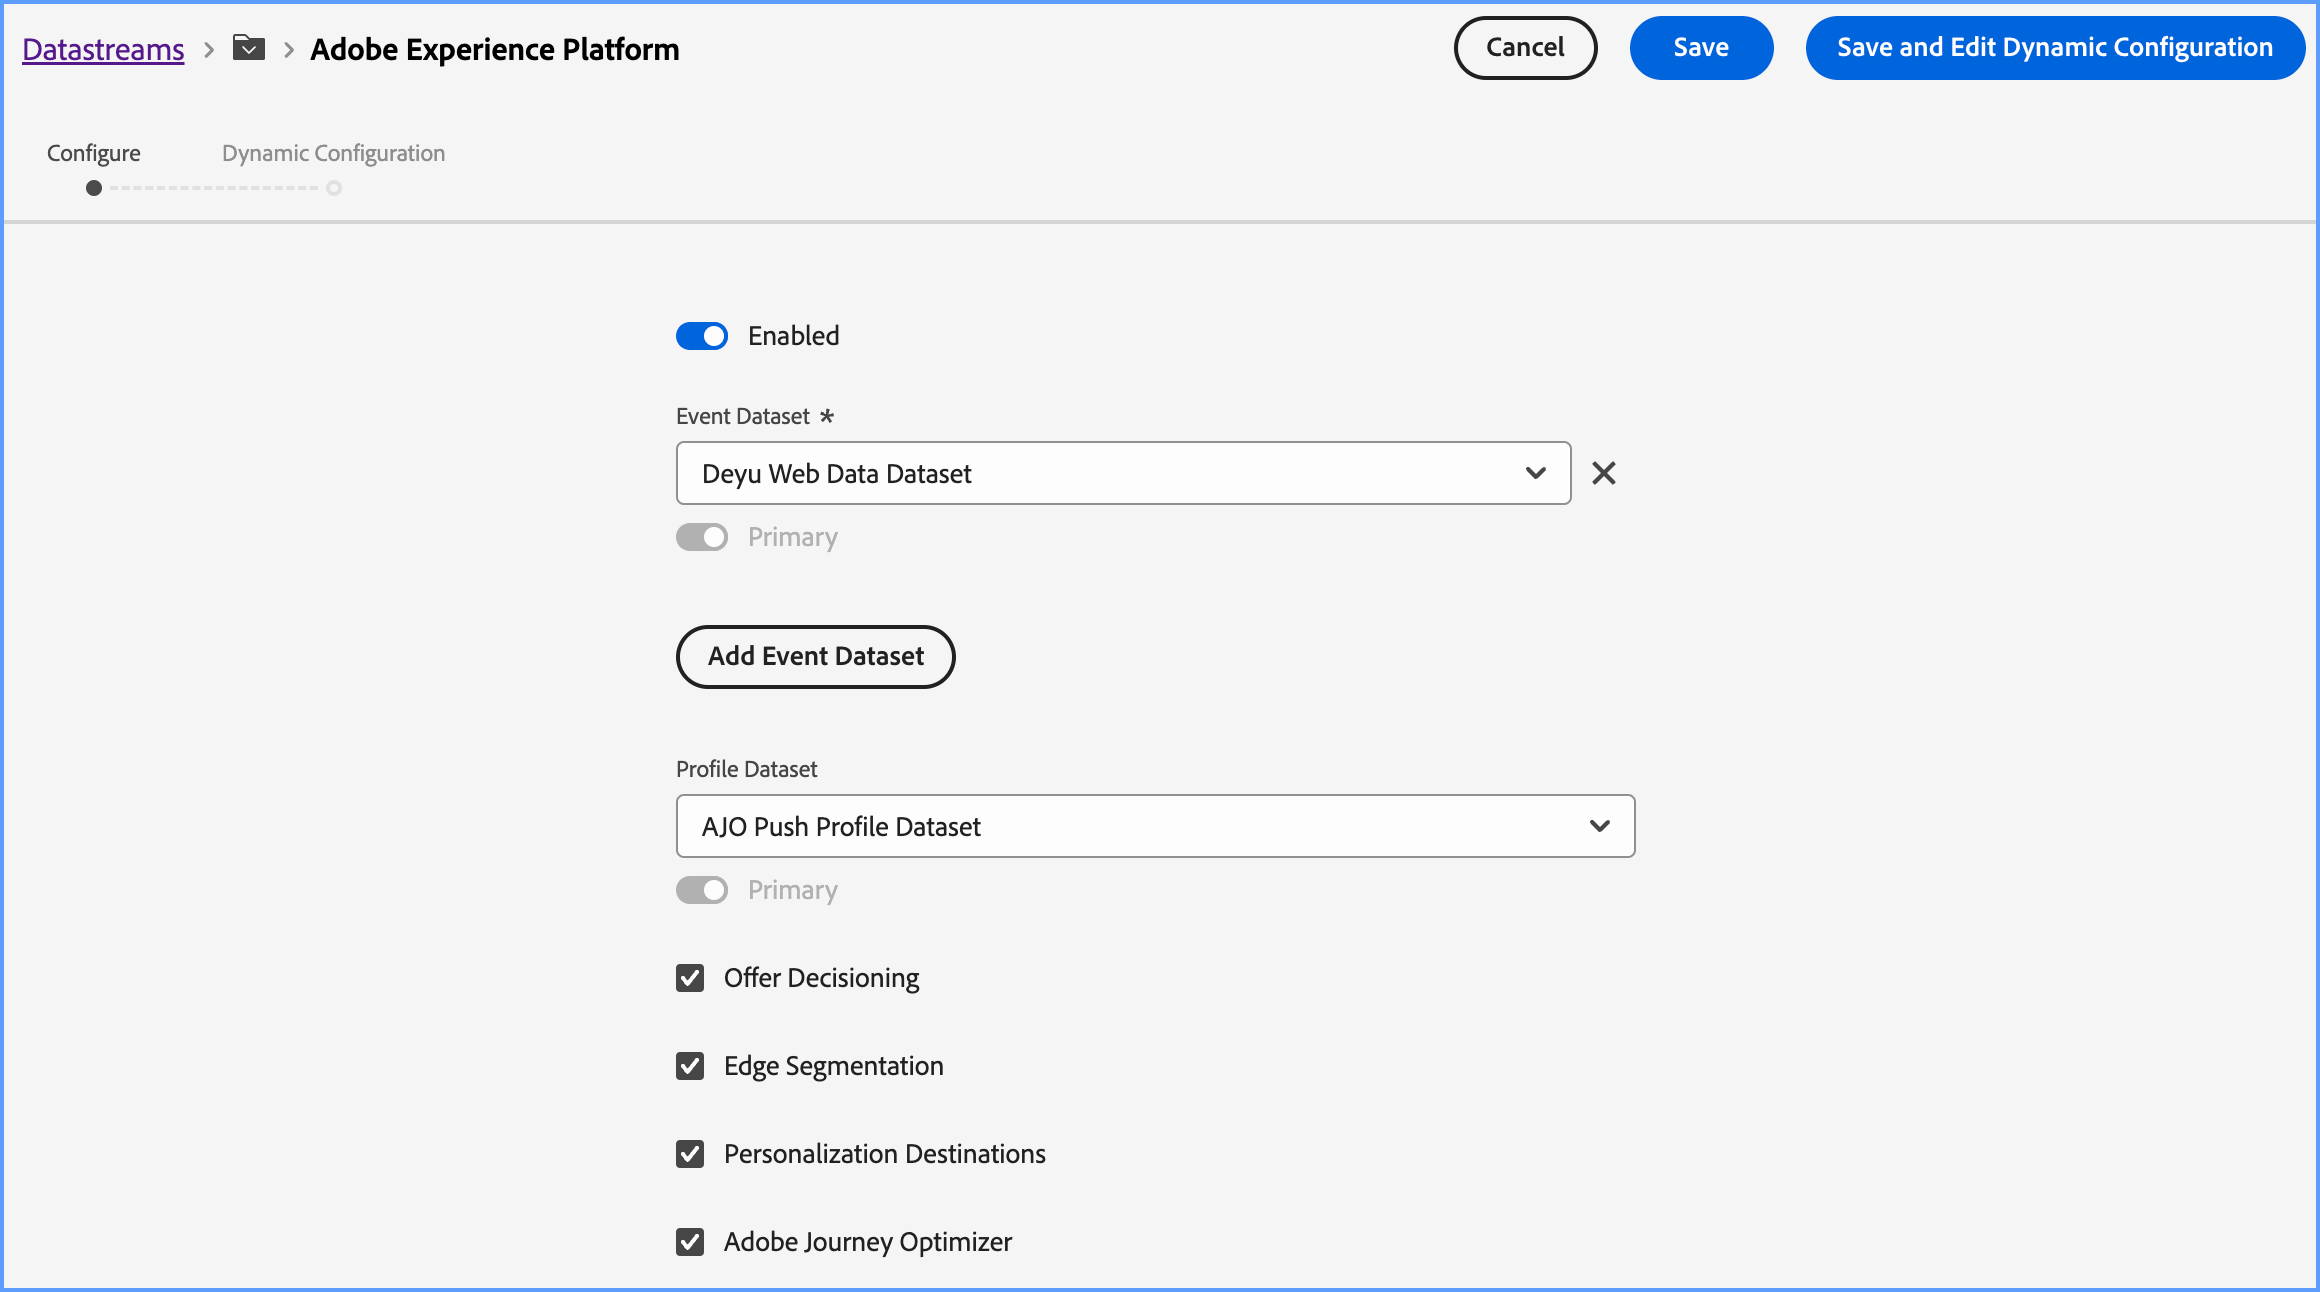 Datastreams > > Adobe Experience Platform
Cancel
Save
Save and Edit Dynamic Configuration
Configure
Dynamic Configuration
Enabled
Event Dataset *
Deyu Web Data Dataset
Primary
Add Event Dataset
Profile Dataset
AJO Push Profile Dataset
Primary
Offer Decisioning
Edge Segmentation
Personalization Destinations
Adobe Journey Optimizer